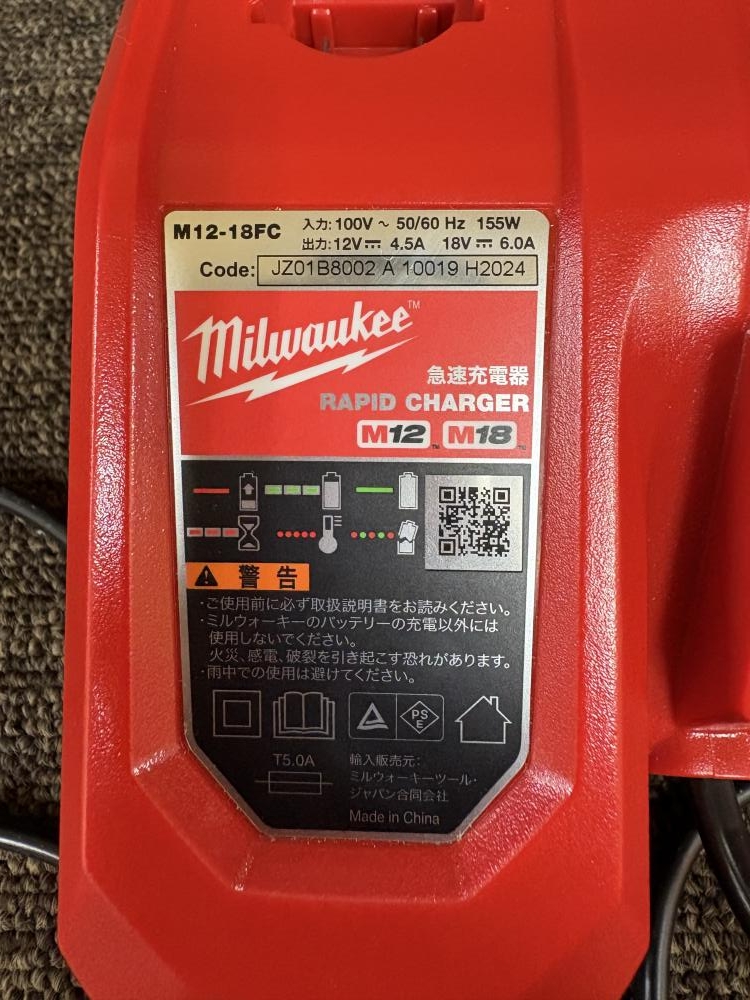 M12-18FC
入力: 100V ~ 50/60 Hz 155W
出力: 12V⎓ 4.5A 18V⎓ 6.0A
Code: JZ01B8002 A 10019 H2024
Milwaukee™
急速充電器
RAPID CHARGER
M12™ M18™
警告
・ご使用前に必ず取扱説明書をお読みください。
・ミルウォーキーのバッテリーの充電以外には
使用しないでください。
火災、感電、破裂を引き起こす恐れがあります。
・雨中での使用は避けてください。
PS
E
T5.0A
輸入販売元:
ミルウォーキーツール・
ジャパン合同会社
Made in China